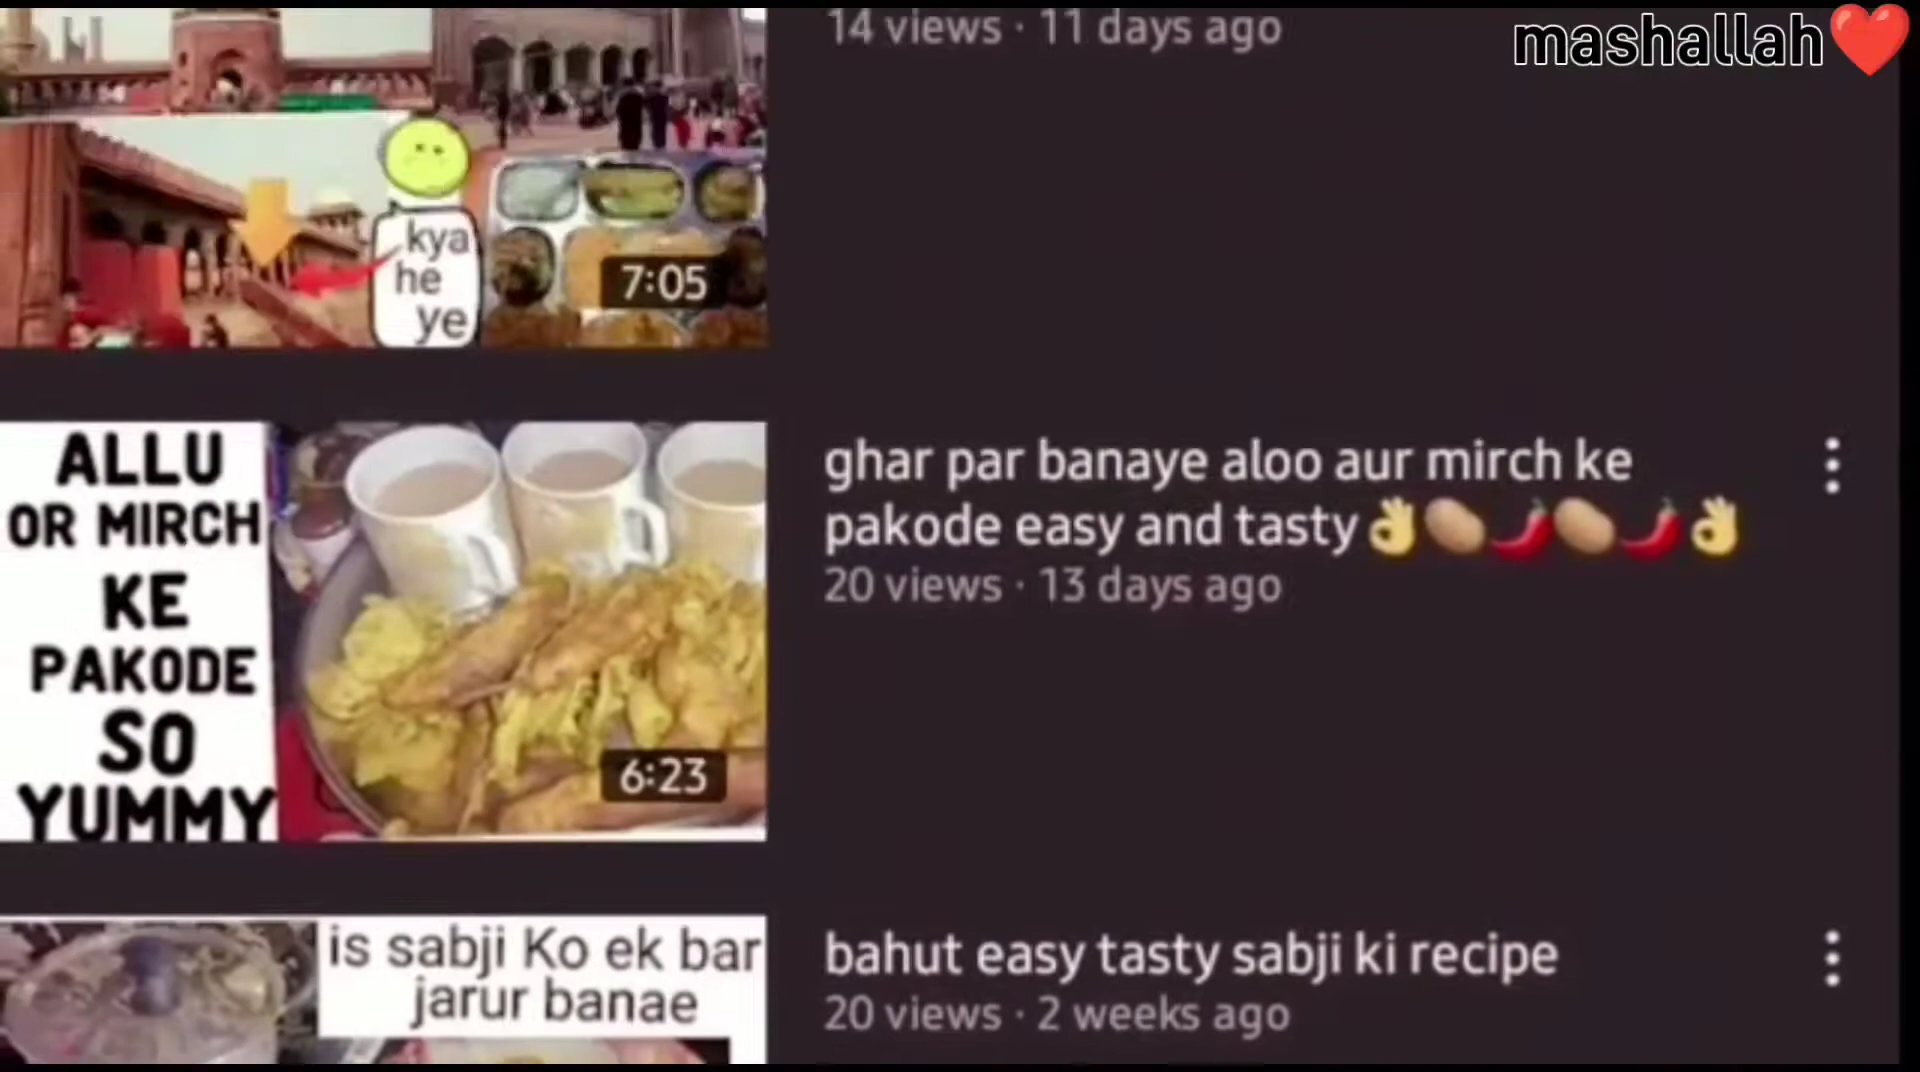 14 views · 11 days ago
mashallah❤️
kya
he
ye
7:05
ALLU
OR MIRCH
KE
PAKODE
SO
YUMMY
6:23
ghar par banaye aloo aur mirch ke
pakode easy and tasty👌🥔🌶️🥔🌶️👌
20 views · 13 days ago
is sabji Ko ek bar
jarur banae
bahut easy tasty sabji ki recipe
20 views · 2 weeks ago